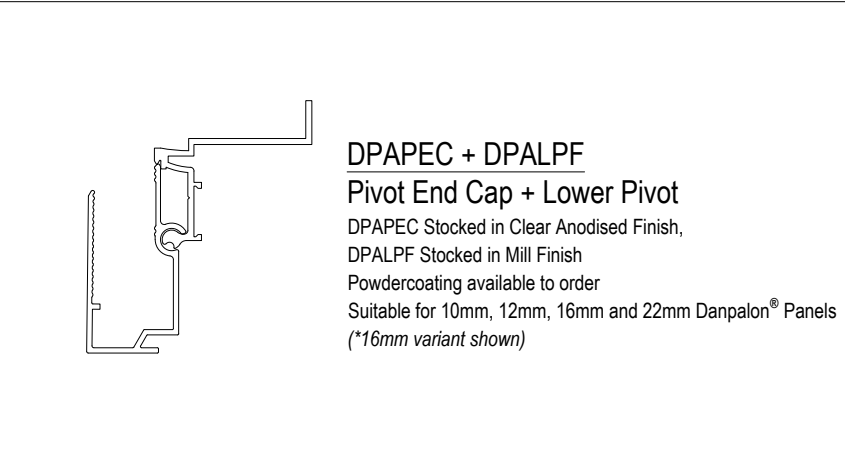 DPAPEC + DPALPF
Pivot End Cap + Lower Pivot
DPAPEC Stocked in Clear Anodised Finish,
DPALPF Stocked in Mill Finish
Powdercoating available to order
Suitable for 10mm, 12mm, 16mm and 22mm Danpalon® Panels
(*16mm variant shown)